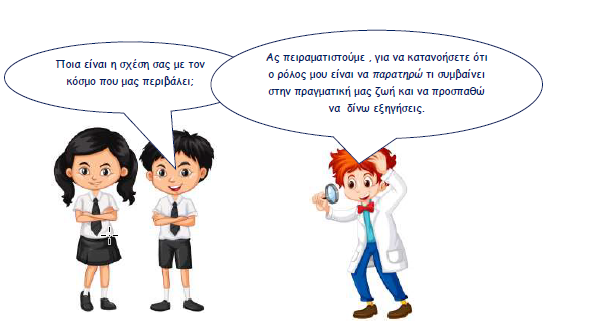 Ποια είναι η σχέση σας με τον
κόσμο που μας περιβάλει;
Ας πειραματιστούμε , για να κατανοήσετε ότι
ο ρόλος μου είναι να παρατηρώ τι συμβαίνει
στην πραγματική μας ζωή και να προσπαθώ
να δίνω εξηγήσεις.